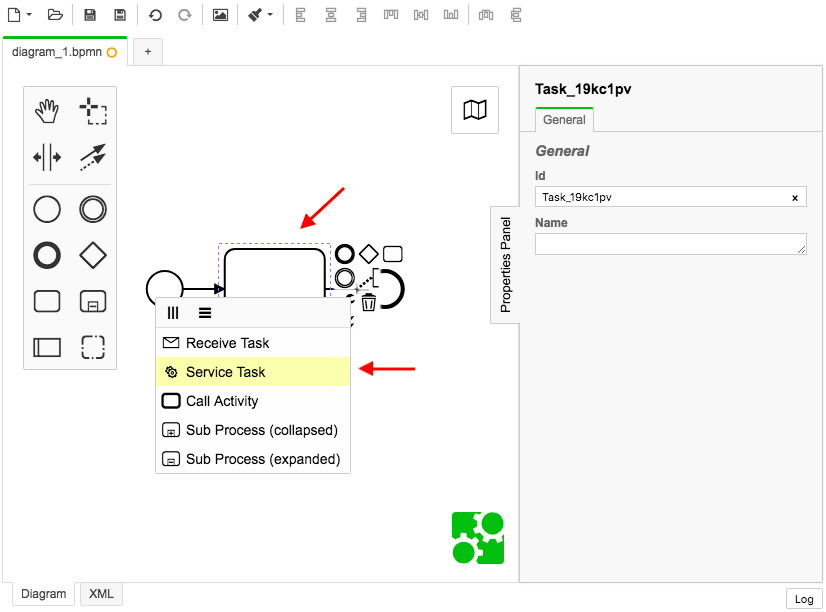 diagram_1.bpmn
+
Task_19kc1pv
General
General
Id
Task_19kc1pv x
Name
Properties Panel
Receive Task
Service Task
Call Activity
Sub Process (collapsed)
Sub Process (expanded)
Diagram
XML
Log